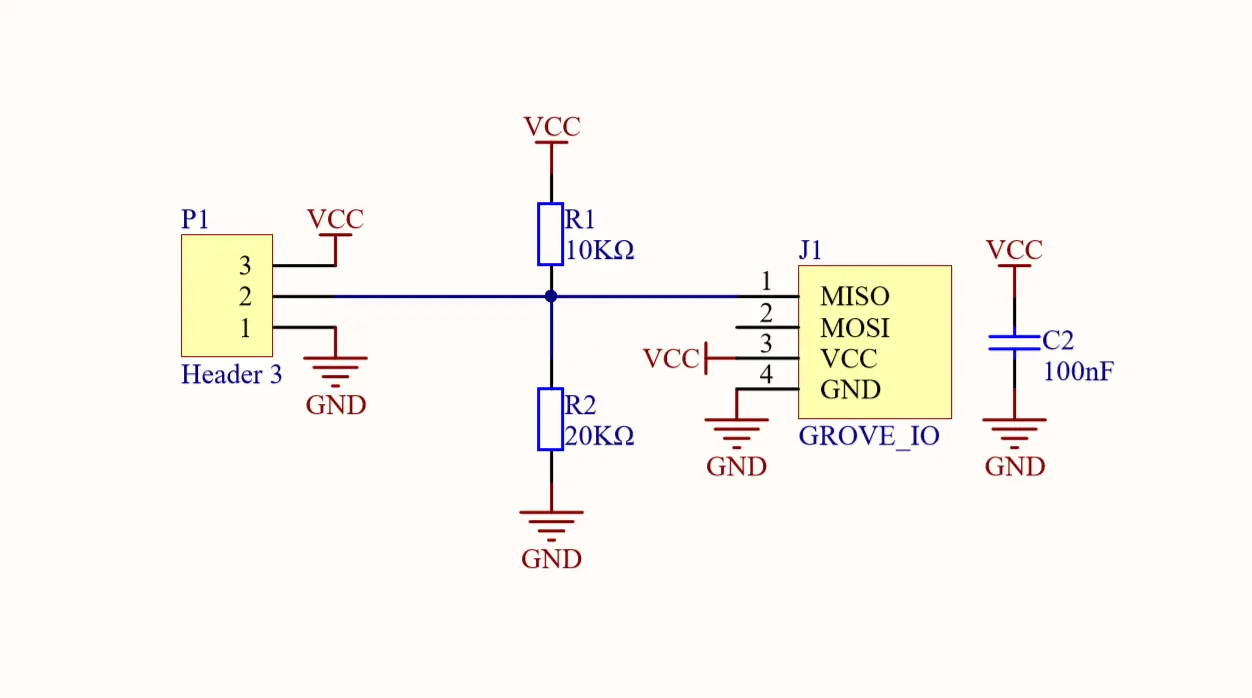 VCC
P1
VCC
R1
10KΩ
3
2
1
Header 3
GND
R2
20KΩ
GND
J1
1
MISO
2
MOSI
VCC
3
VCC
4
GND
GROVE_IO
GND
VCC
C2
100nF
GND